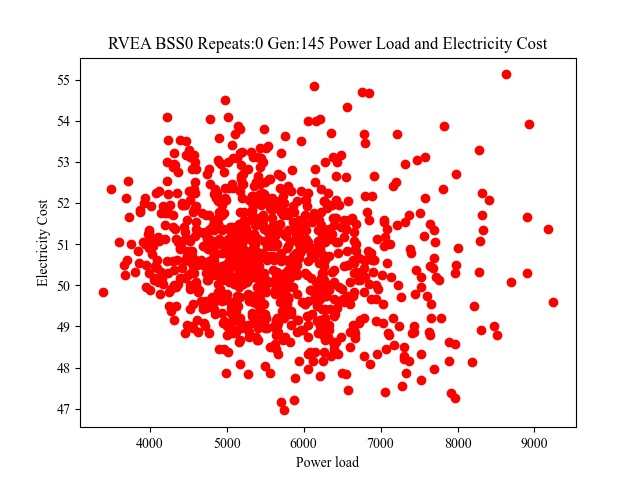 RVEA BSS0 Repeats:0 Gen:145 Power Load and Electricity Cost
55
54
53
52
51
50
49
48
47
Electricity Cost
4000 5000 6000 7000 8000 9000
Power load